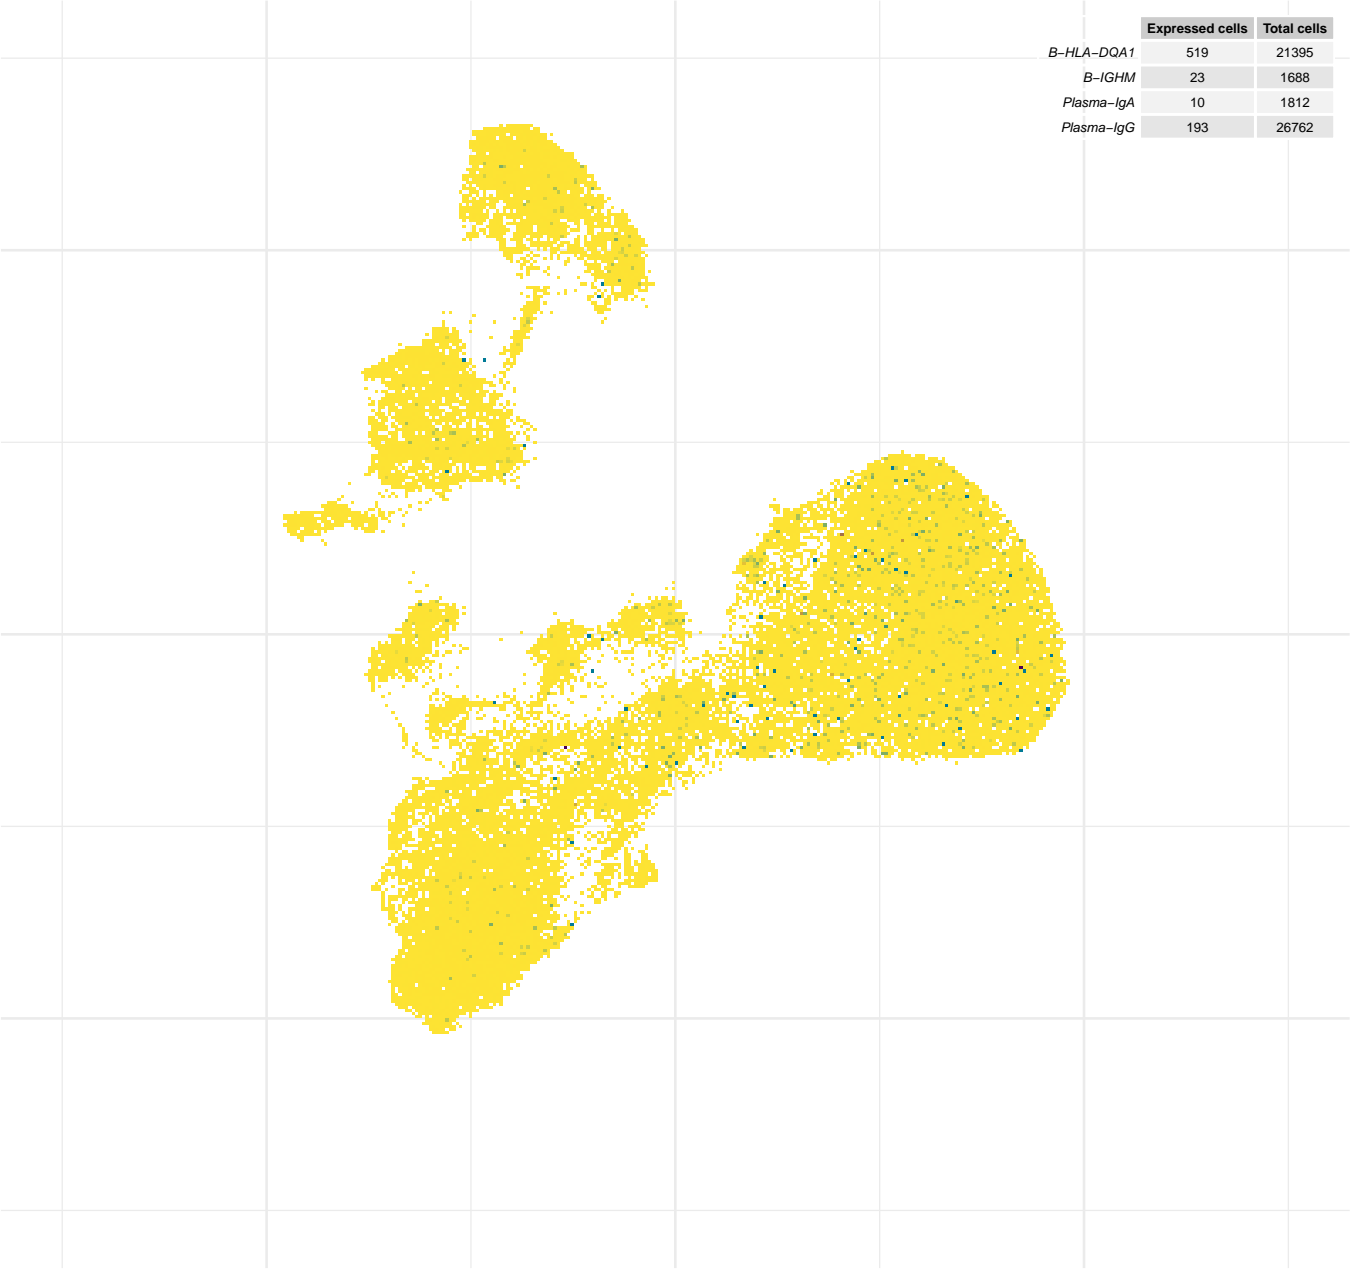 Expressed cells Total cells
B−HLA−DQA1 519 21395
B−IGHM 23 1688
Plasma−IgA 10 1812
Plasma−IgG 193 26762